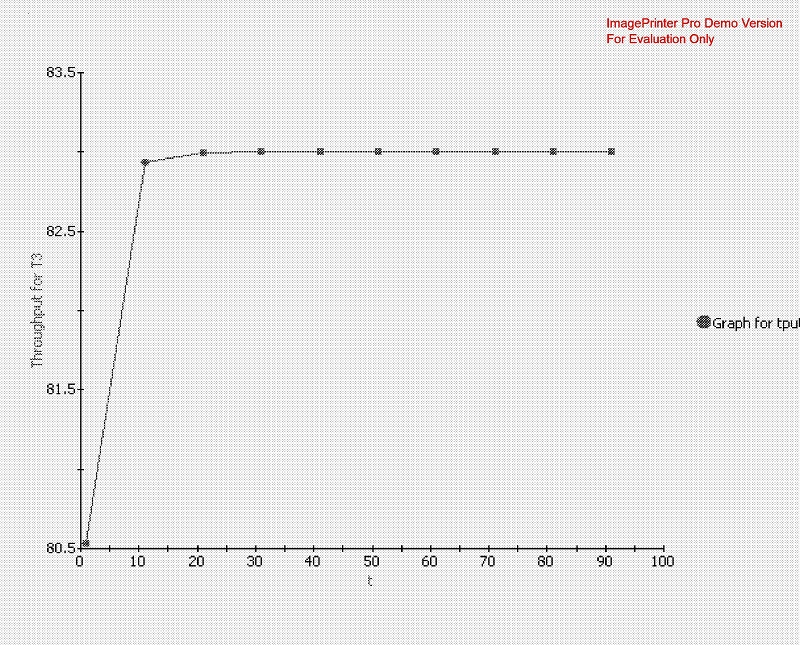 ImagePrinter Pro Demo Version
For Evaluation Only
83.5
82.5
81.5
80.5
Throughput for T3
0 10 20 30 40 50 60 70 80 90 100
t
Graph for tput